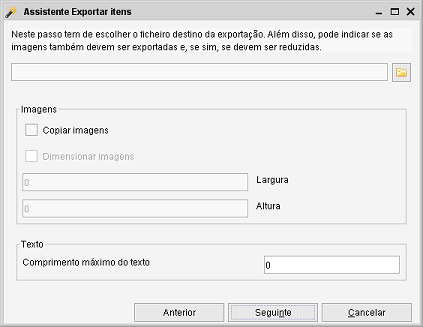 Assistente Exportar itens
Neste passo tem de escolher o ficheiro destino da exportação. Além disso, pode indicar se as
imagens também devem ser exportadas e, se sim, se devem ser reduzidas.
Imagens
Copiar imagens
Dimensionar imagens
0 Largura
0 Altura
Texto
Comprimento máximo do texto 0
Anterior Seguinte Cancelar